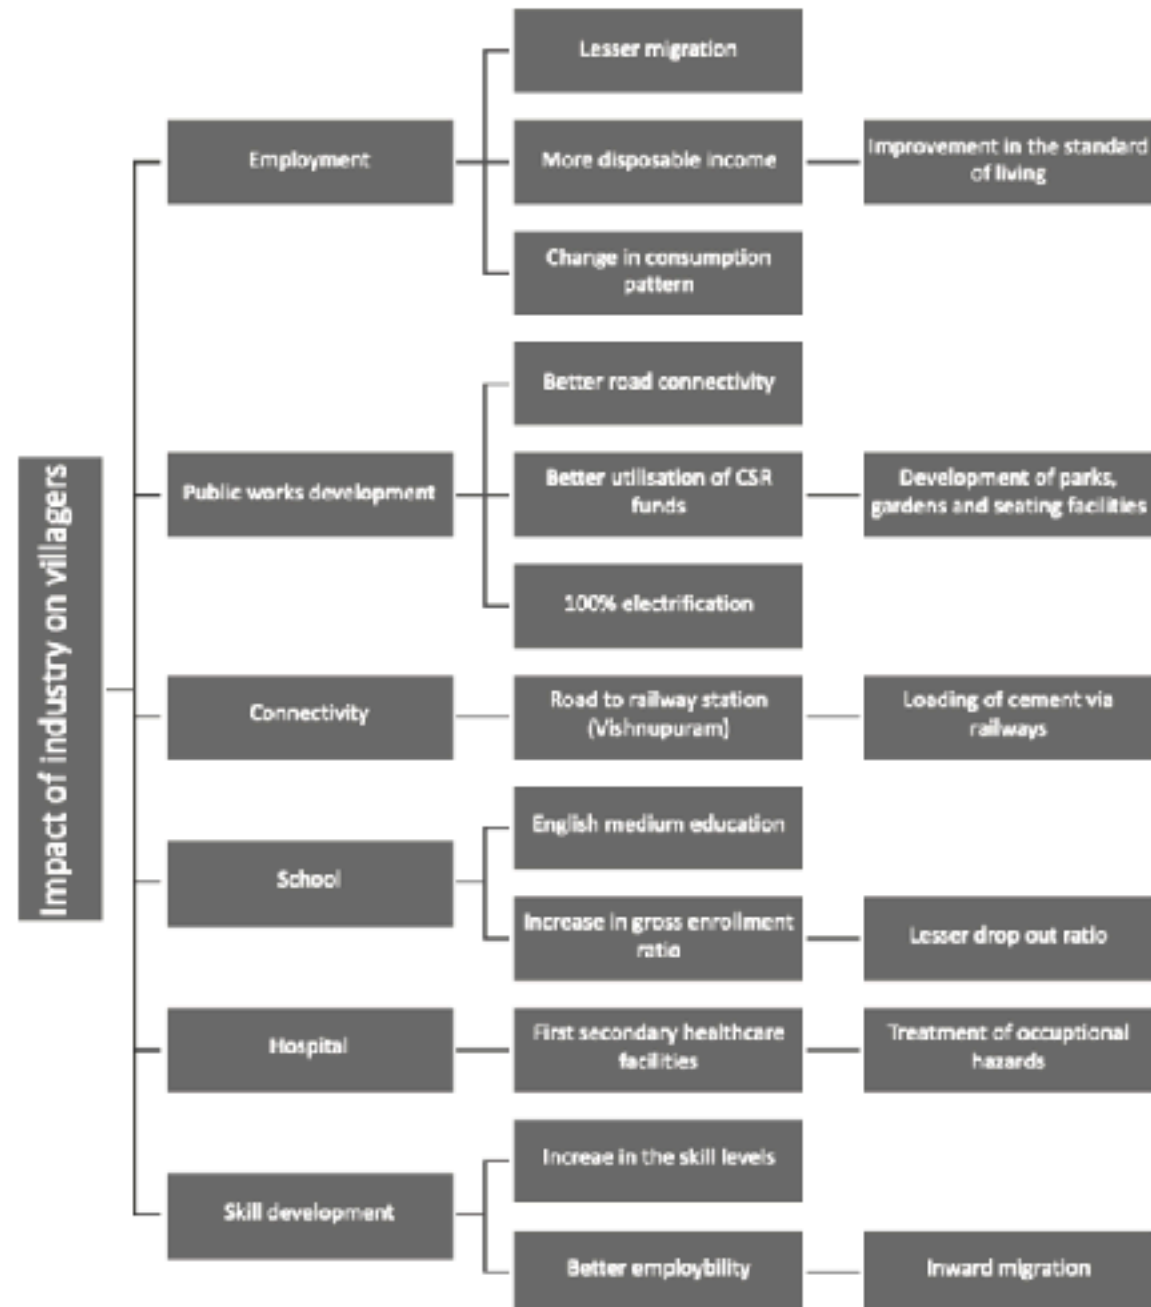 Impact of industry on villagers
Employment
Lesser migration
More disposable income
Improvement in the standard
of living
Change in consumption
pattern
Public works development
Better road connectivity
Better utilisation of CSR
funds
Development of parks,
gardens and seating facilities
100% electrification
Connectivity
Road to railway station
(Vishnupuram)
Loading of cement via
railways
School
English medium education
Increase in gross enrollment
ratio
Lesser drop out ratio
Hospital
First secondary healthcare
facilities
Treatment of occuptional
hazards
Skill development
Increae in the skill levels
Better employbility
Inward migration